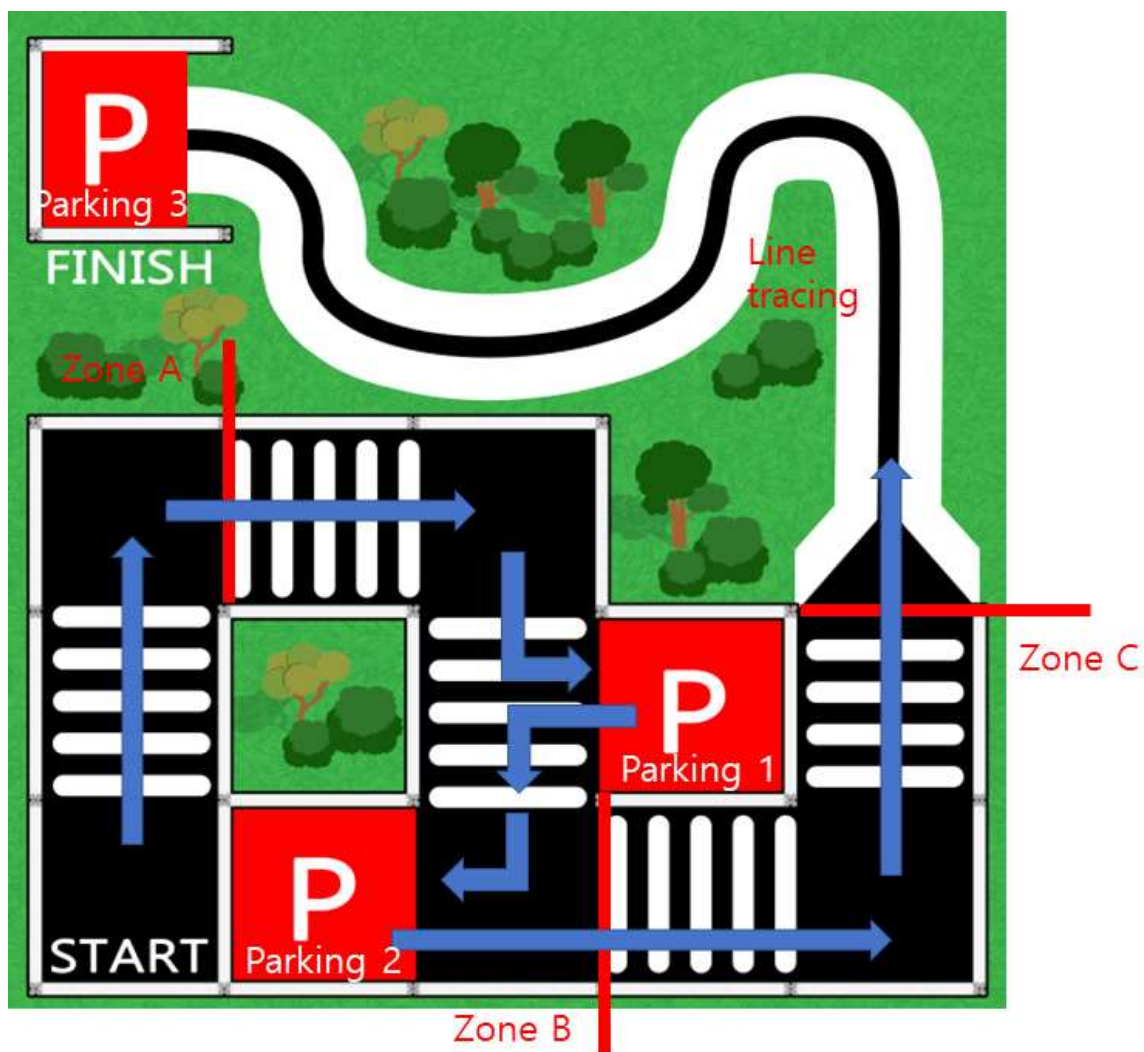 P
Parking 3
FINISH
Line
tracing
Zone A
Zone C
P
Parking 1
P
Parking 2
START
Zone B